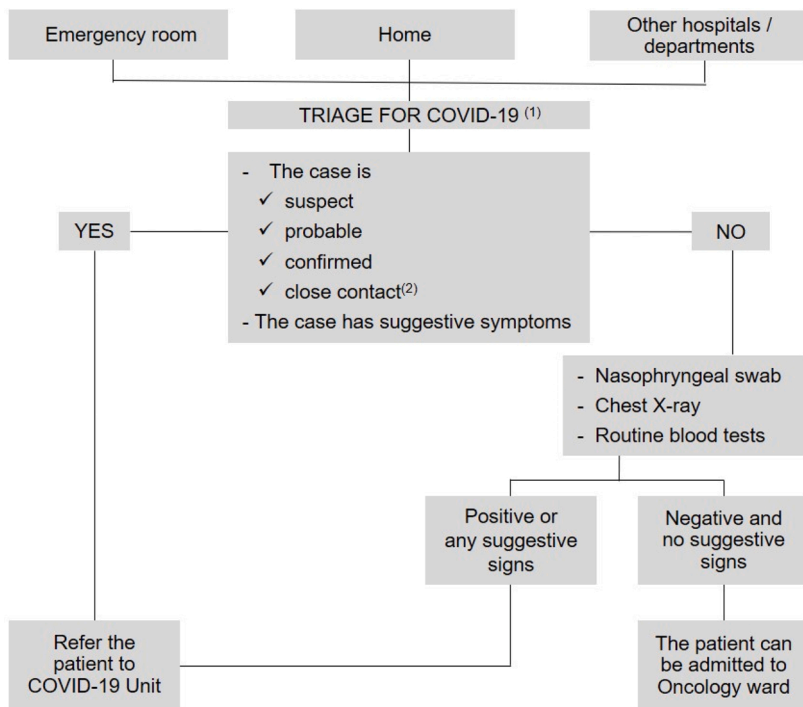 Emergency room
Home
Other hospitals /
departments
TRIAGE FOR COVID-19 (1)
- The case is
✓ suspect
✓ probable
✓ confirmed
✓ close contact(2)
- The case has suggestive symptoms
YES
NO
- Nasophryngeal swab
- Chest X-ray
- Routine blood tests
Positive or
any suggestive
signs
Negative and
no suggestive
signs
Refer the
patient to
COVID-19 Unit
The patient can
be admitted to
Oncology ward